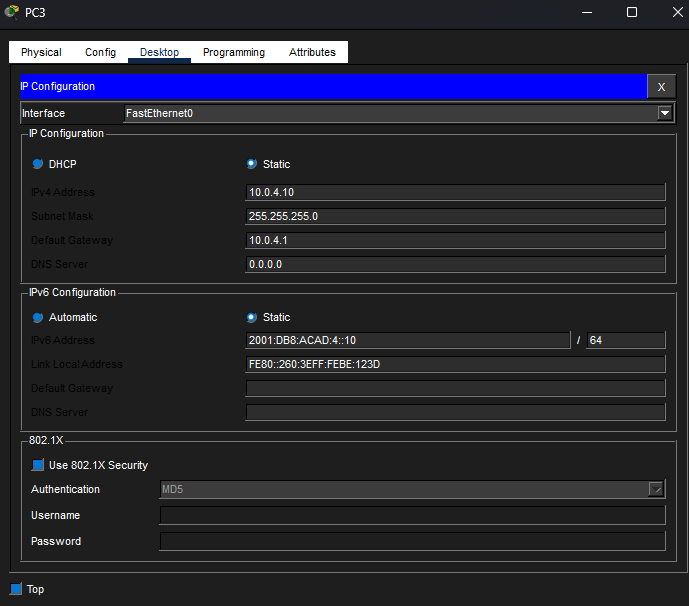 PC3
Physical Config Desktop Programming Attributes
IP Configuration X
Interface FastEthernet0
IP Configuration
DHCP Static
IPv4 Address 10.0.4.10
Subnet Mask 255.255.255.0
Default Gateway 10.0.4.1
DNS Server 0.0.0.0
IPv6 Configuration
Automatic Static
IPv6 Address 2001:DB8:ACAD:4::10 / 64
Link Local Address FE80::260:3EFF:FEBE:123D
Default Gateway
DNS Server
802.1X
Use 802.1X Security
Authentication MD5
Username
Password
Top